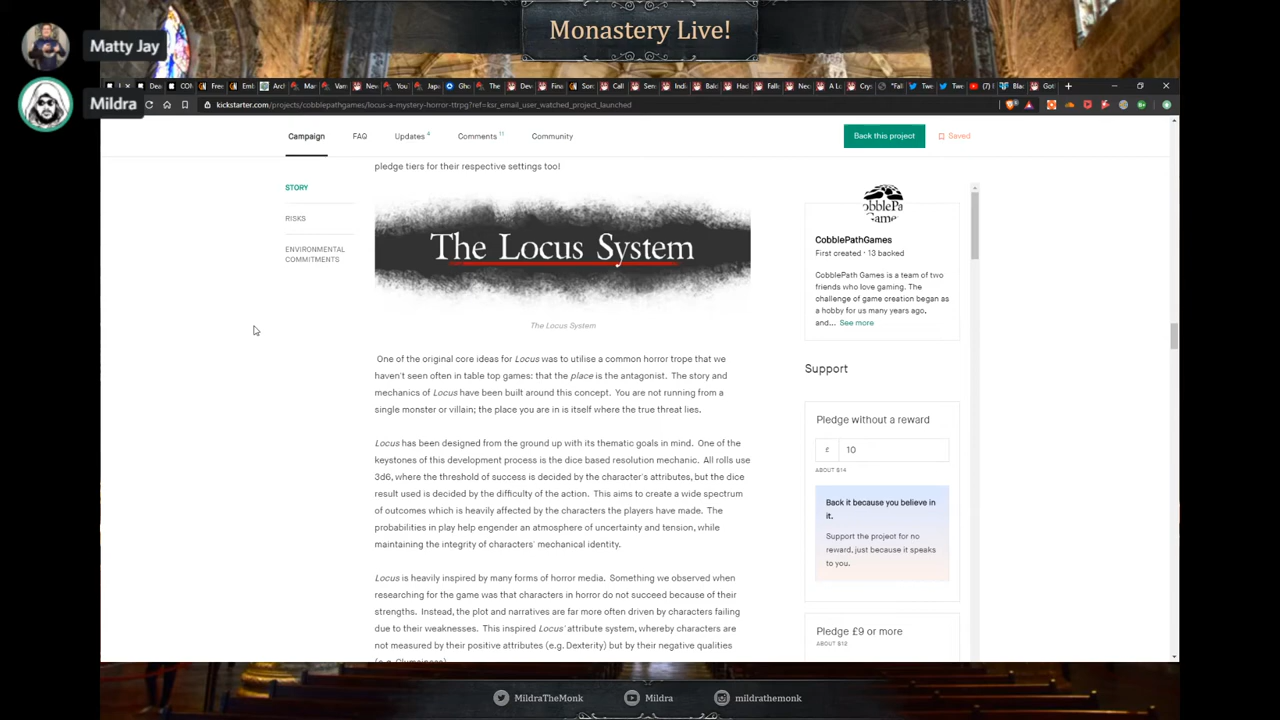 Monastery Live!
Matty Jay
Mildra
kickstarter.com/projects/cobblepathgames/locus-a-mystery-horror-ttrpg?ref=ksr_email_user_watched_project_launched
Campaign FAQ Updates 4 Comments 11 Community Back this project Saved
pledge tiers for their respective settings too!
STORY
RISKS
ENVIRONMENTAL
COMMITMENTS
The Locus System
The Locus System
One of the original core ideas for Locus was to utilise a common horror trope that we
haven't seen often in table top games: that the place is the antagonist. The story and
mechanics of Locus have been built around this concept. You are not running from a
single monster or villain; the place you are in is itself where the true threat lies.
Locus has been designed from the ground up with its thematic goals in mind. One of the
keystones of this development process is the dice based resolution mechanic. All rolls use
3d6, where the threshold of success is decided by the character's attributes, but the dice
result used is decided by the difficulty of the action. This aims to create a wide spectrum
of outcomes which is heavily affected by the characters the players have made. The
probabilities in play help engender an atmosphere of uncertainty and tension, while
maintaining the integrity of characters' mechanical identity.
Locus is heavily inspired by many forms of horror media. Something we observed when
researching for the game was that characters in horror do not succeed because of their
strengths. Instead, the plot and narratives are far more often driven by characters failing
due to their weaknesses. This inspired Locus' attribute system, whereby characters are
not measured by their positive attributes (e.g. Dexterity) but by their negative qualities
(e.g. Clumsiness)
CobblePathGames
First created · 13 backed
CobblePath Games is a team of two
friends who love gaming. The
challenge of game creation began as
a hobby for us many years ago,
and... See more
Support
Pledge without a reward
£ 10
ABOUT $14
Back it because you believe in
it.
Support the project for no
reward, just because it speaks
to you.
Pledge £9 or more
ABOUT $12
MildraTheMonk Mildra mildrathemonk